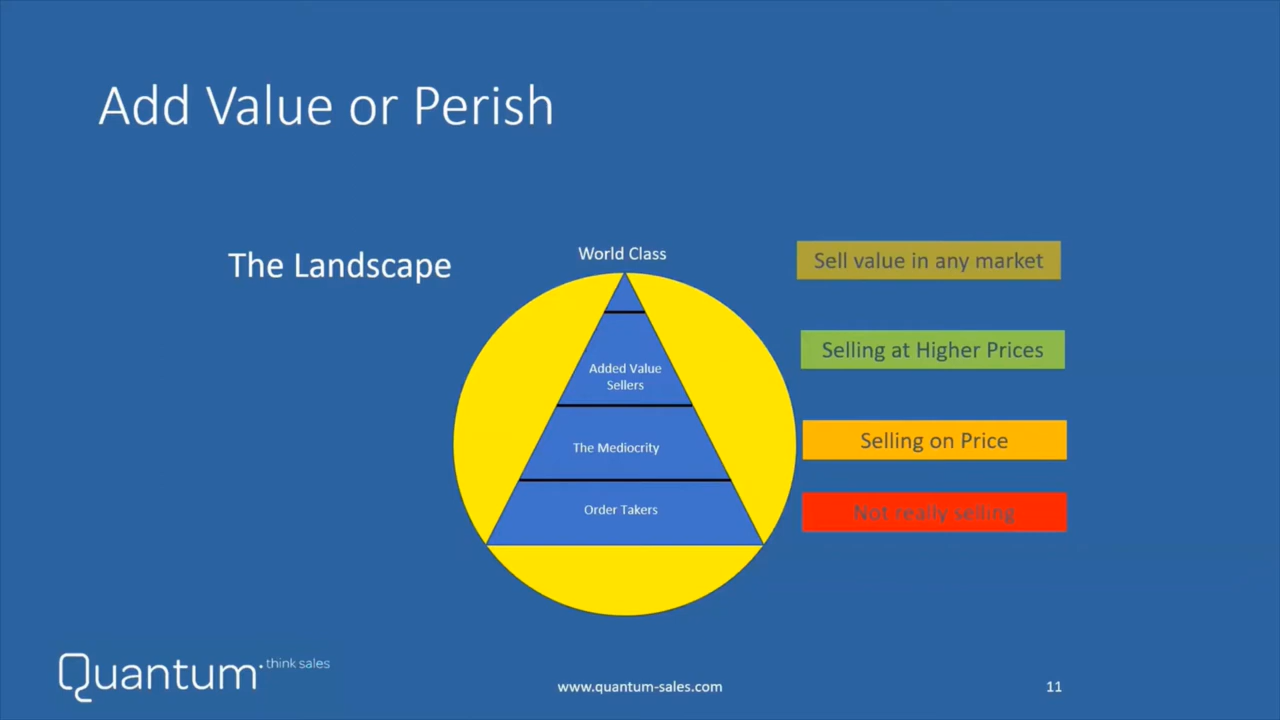 Add Value or Perish
The Landscape
World Class
Sell value in any market
Added Value
Sellers
Selling at Higher Prices
The Mediocrity
Selling on Price
Order Takers
Not really selling
Quantum think sales
www.quantum-sales.com
11